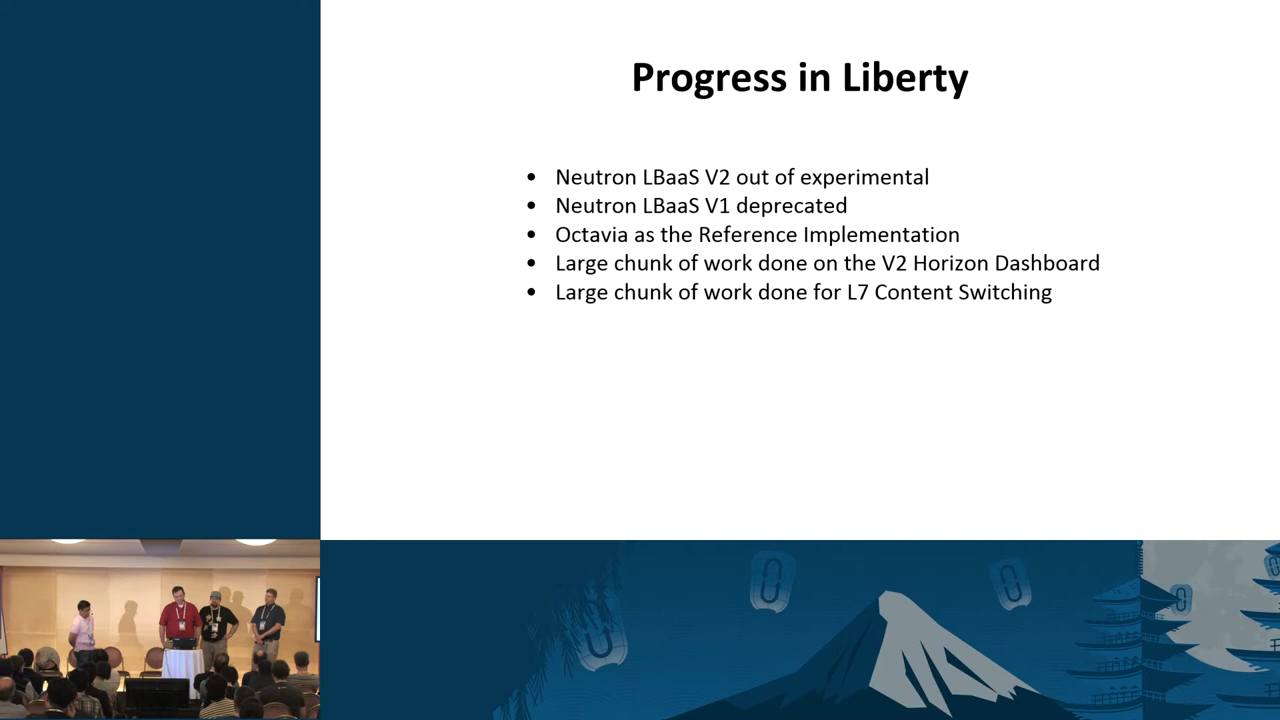 Progress in Liberty
• Neutron LBaaS V2 out of experimental
• Neutron LBaaS V1 deprecated
• Octavia as the Reference Implementation
• Large chunk of work done on the V2 Horizon Dashboard
• Large chunk of work done for L7 Content Switching